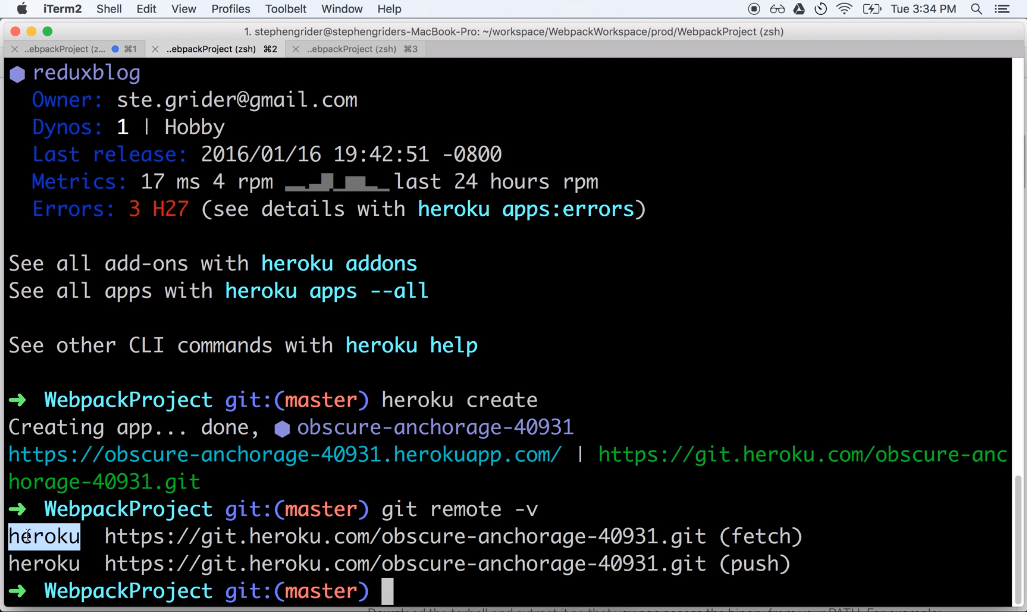 iTerm2 Shell Edit View Profiles Toolbelt Window Help Tue 3:34 PM
1. stephengrider@stephengriders-MacBook-Pro: ~/workspace/WebpackWorkspace/prod/WebpackProject (zsh)
..ebpackProject (z... ⌘1 ..ebpackProject (zsh) ⌘2 ..ebpackProject (zsh) ⌘3
reduxblog
Owner: ste.grider@gmail.com
Dynos: 1 | Hobby
Last release: 2016/01/16 19:42:51 -0800
Metrics: 17 ms 4 rpm last 24 hours rpm
Errors: 3 H27 (see details with heroku apps:errors)
See all add-ons with heroku addons
See all apps with heroku apps --all
See other CLI commands with heroku help
➜ WebpackProject git:(master) heroku create
Creating app... done, ⬢ obscure-anchorage-40931
https://obscure-anchorage-40931.herokuapp.com/ | https://git.heroku.com/obscure-anc
horage-40931.git
➜ WebpackProject git:(master) git remote -v
heroku https://git.heroku.com/obscure-anchorage-40931.git (fetch)
heroku https://git.heroku.com/obscure-anchorage-40931.git (push)
➜ WebpackProject git:(master)